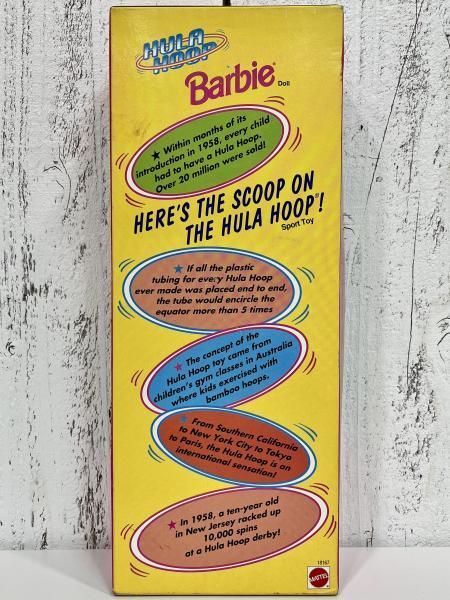 HULA
HOOP
Barbie®
Doll
★ Within months of its
introduction in 1958, every child
had to have a Hula Hoop.
Over 20 million were sold!
HERE'S THE SCOOP ON
THE HULA HOOP®!
Sport Toy
★ If all the plastic
tubing for every Hula Hoop
ever made was placed end to end,
the tube would encircle the
equator more than 5 times
★ The concept of the
Hula Hoop toy came from
children's gym classes in Australia
where kids exercised with
bamboo hoops.
★ From Southern California
to New York City to Tokyo
to Paris, the Hula Hoop is an
international sensation!
★ In 1958, a ten-year old
in New Jersey racked up
10,000 spins
at a Hula Hoop derby!
18167
MATTEL